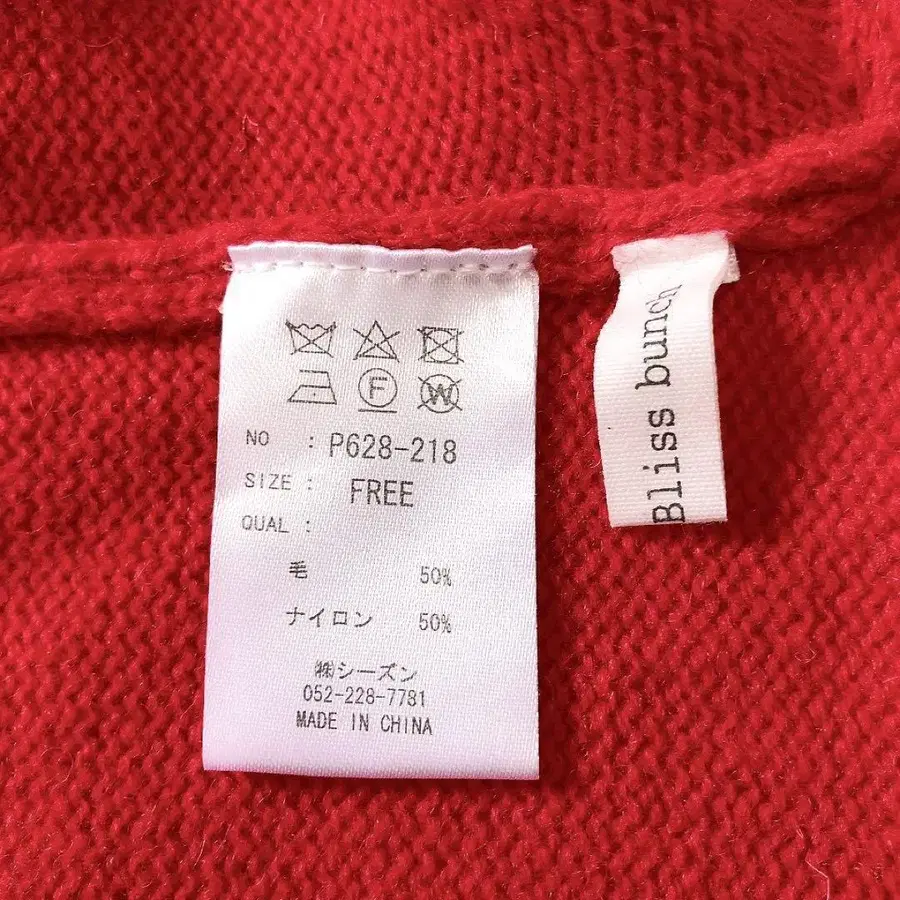 F W
NO : P628-218
SIZE : FREE
QUAL :
毛 50%
ナイロン 50%
㈱シーズン
052-228-7781
MADE IN CHINA
Bliss bunch